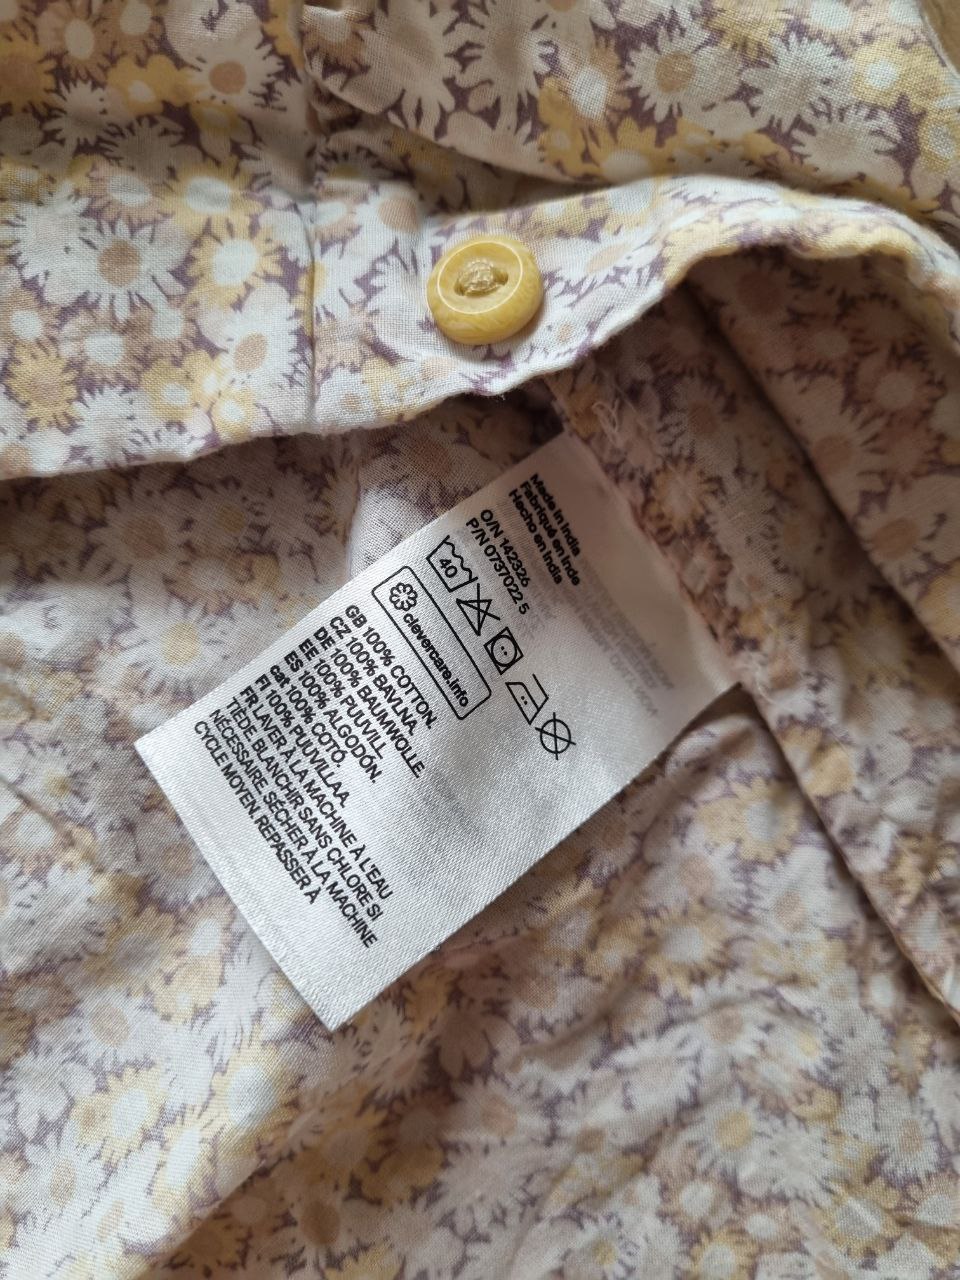 Made in India
Fabriqué en Inde
Hecho en India
O/N 142326
P/N 0737022 5
40
clevercare.info
GB 100% COTTON.
CZ 100% BAVLNA.
DE 100% BAUMWOLLE
EE 100% PUUVILL.
ES 100% ALGODÓN.
cat 100% COTÓ.
FI 100% PUUVILLAA.
FR LAVER À LA MACHINE À L'EAU
TIÈDE. BLANCHIR SANS CHLORE SI
NÉCESSAIRE. SÉCHER À LA MACHINE
CYCLE MOYEN. REPASSER À